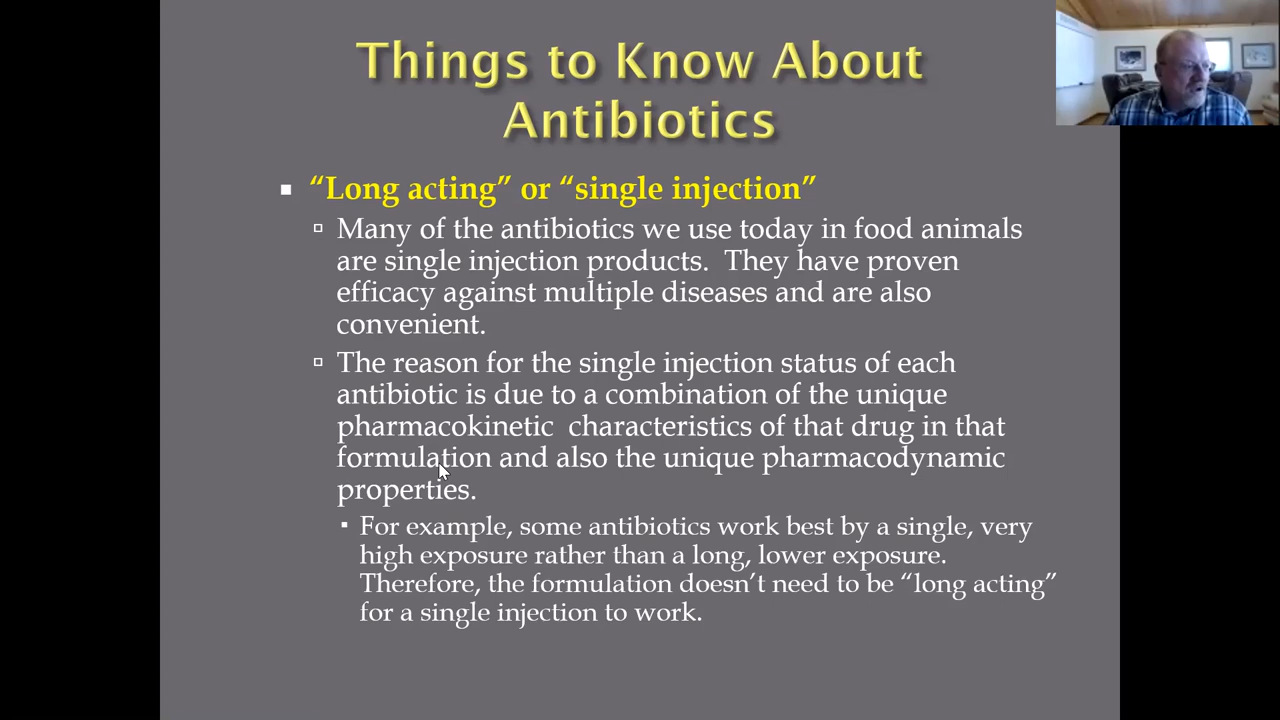 Things to Know About
Antibiotics
“Long acting” or “single injection”
Many of the antibiotics we use today in food animals
are single injection products.  They have proven
efficacy against multiple diseases and are also
convenient.
The reason for the single injection status of each
antibiotic is due to a combination of the unique
pharmacokinetic  characteristics of that drug in that
formulation and also the unique pharmacodynamic
properties.
For example, some antibiotics work best by a single, very
high exposure rather than a long, lower exposure.
Therefore, the formulation doesn’t need to be “long acting”
for a single injection to work.